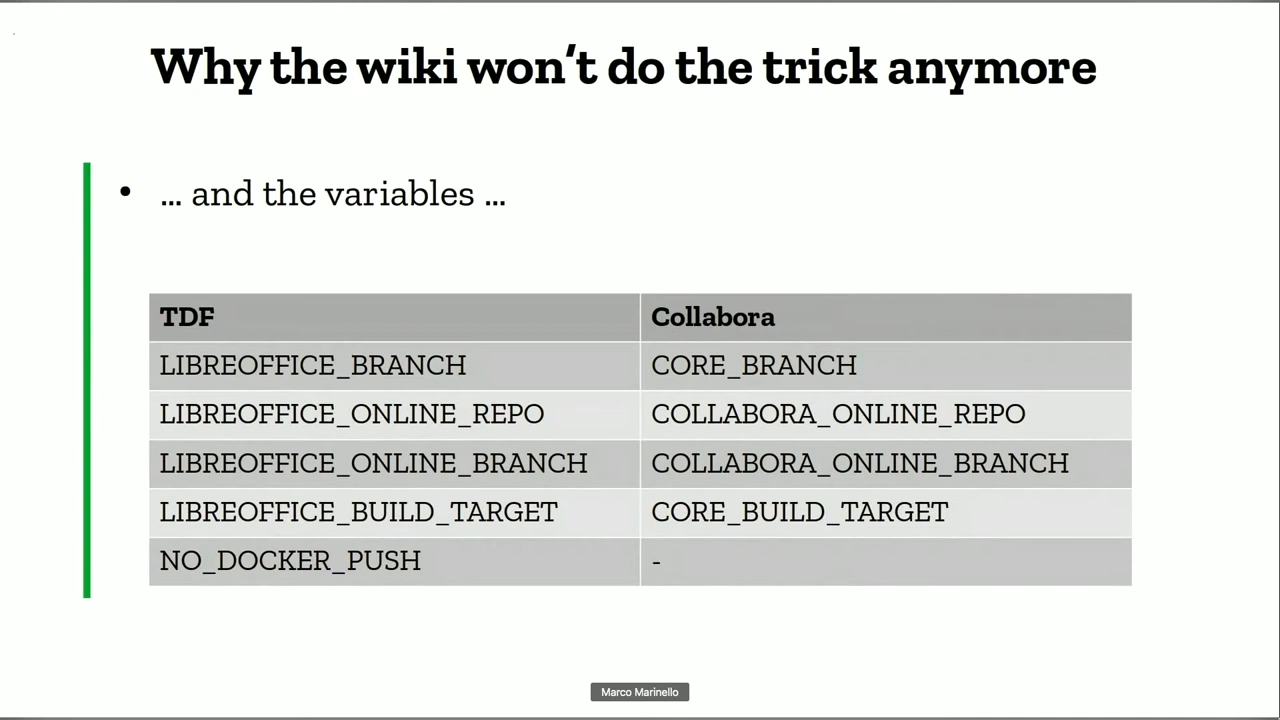 Why the wiki won’t do the trick anymore
• ... and the variables ...
TDF Collabora
LIBREOFFICE_BRANCH CORE_BRANCH
LIBREOFFICE_ONLINE_REPO COLLABORA_ONLINE_REPO
LIBREOFFICE_ONLINE_BRANCH COLLABORA_ONLINE_BRANCH
LIBREOFFICE_BUILD_TARGET CORE_BUILD_TARGET
NO_DOCKER_PUSH -
Marco Marinello